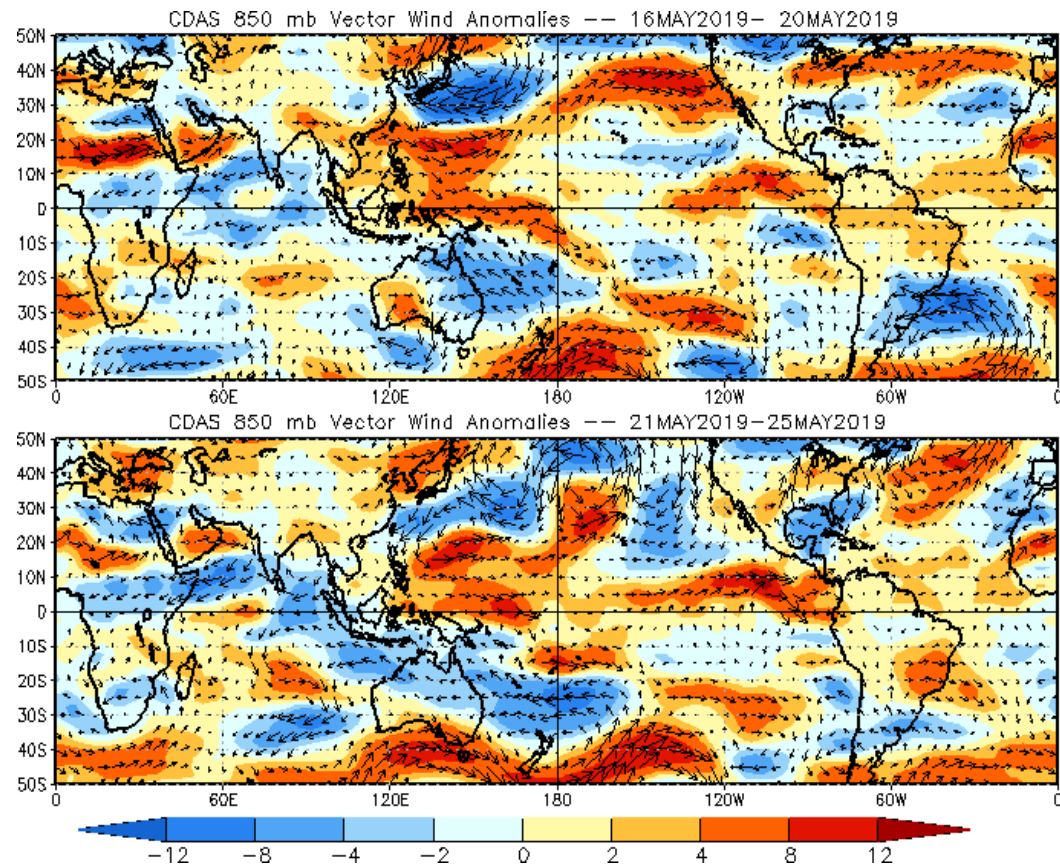 CDAS 850 mb Vector Wind Anomalies -- 16MAY2019- 20MAY2019
50N
40N
30N
20N
10N
0
10S
20S
30S
40S
50S
0 60E 120E 180 120W 60W 0
CDAS 850 mb Vector Wind Anomalies -- 21MAY2019-25MAY2019
50N
40N
30N
20N
10N
0
10S
20S
30S
40S
50S
0 60E 120E 180 120W 60W 0
-12 -8 -4 -2 0 2 4 8 12